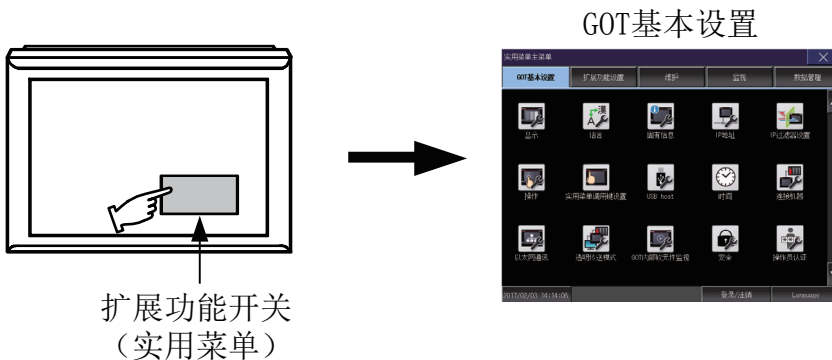 GOT基本设置
实用菜单主菜单
GOT基本设置 扩展功能设置 维护 监视 数据管理
显示 语言 固有信息 IP地址 IP过滤器设置
操作 实用菜单调用键设置 USB host 时间 连接机器
以太网通讯 透明传送模式 GOT内部软元件监视 安全 操作员认证
2017/02/03 14:14:06 登录/注销 Language
扩展功能开关
（实用菜单）